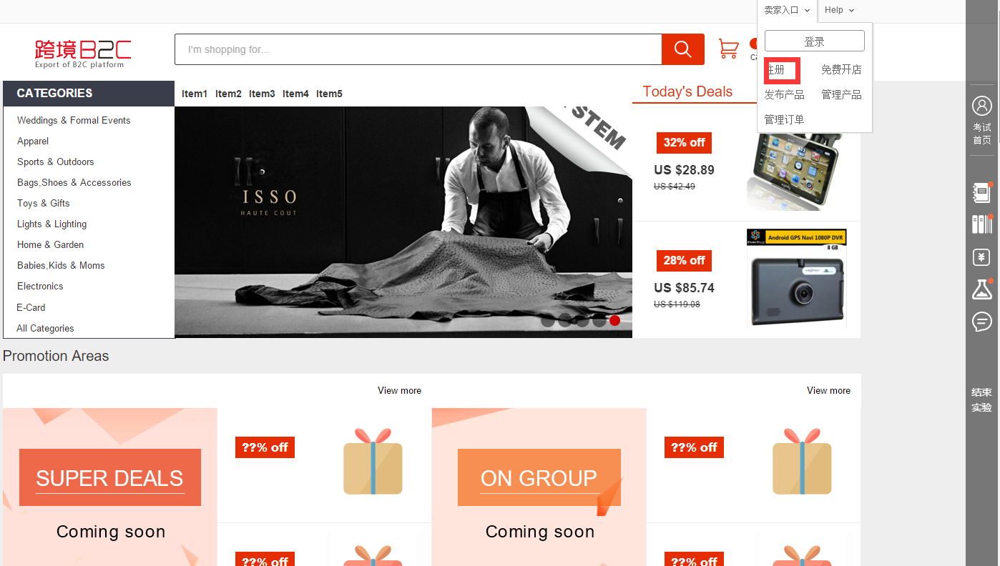 卖家入口
Help
登录
注册
免费开店
发布产品
管理产品
管理订单
跨境B2C
Export of B2C platform
I'm shopping for...
CATEGORIES
Weddings & Formal Events
Apparel
Sports & Outdoors
Bags,Shoes & Accessories
Toys & Gifts
Lights & Lighting
Home & Garden
Babies,Kids & Moms
Electronics
E-Card
All Categories
Item1 Item2 Item3 Item4 Item5
ISSO
HAUTE COUT
STEM
Today's Deals
32% off
US $28.89
US $42.49
28% off
US $85.74
US $119.08
Android GPS Navi 1080P DVR
8 GB
考试
首页
结束
实验
Promotion Areas
View more
SUPER DEALS
Coming soon
??% off
??% off
View more
ON GROUP
Coming soon
??% off
??% off